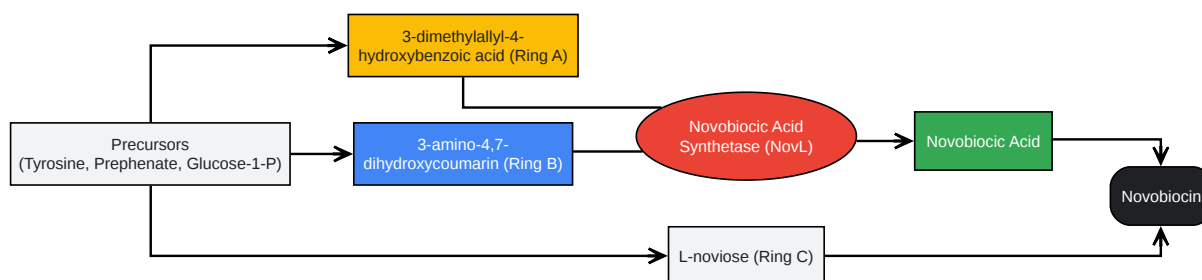 3-dimethylallyl-4-
hydroxybenzoic acid (Ring A)
Precursors
(Tyrosine, Prephenate, Glucose-1-P)
3-amino-4,7-
dihydroxycoumarin (Ring B)
Novobiocic Acid
Synthetase (NovL)
Novobiocic Acid
Novobiocin
L-noviose (Ring C)